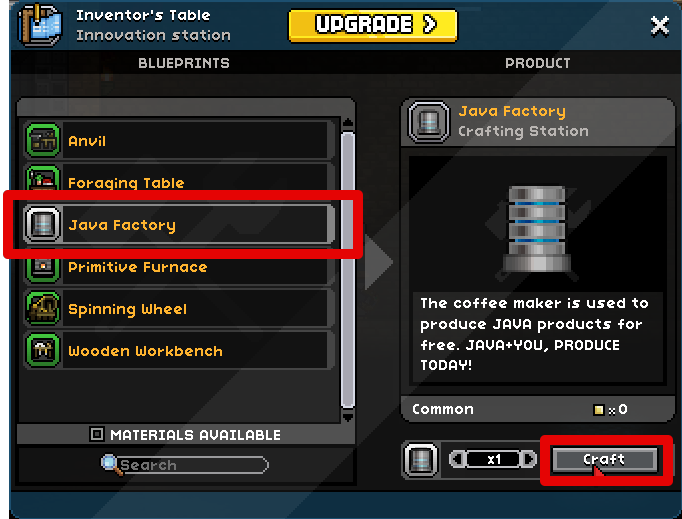 Inventor's Table
Innovation station
UPGRADE >
BLUEPRINTS
PRODUCT
Anvil
Foraging Table
Java Factory
Primitive Furnace
Spinning Wheel
Wooden Workbench
MATERIALS AVAILABLE
Search
Java Factory
Crafting Station
The coffee maker is used to
produce JAVA products for
free. JAVA+YOU, PRODUCE
TODAY!
Common
x0
x1
Craft